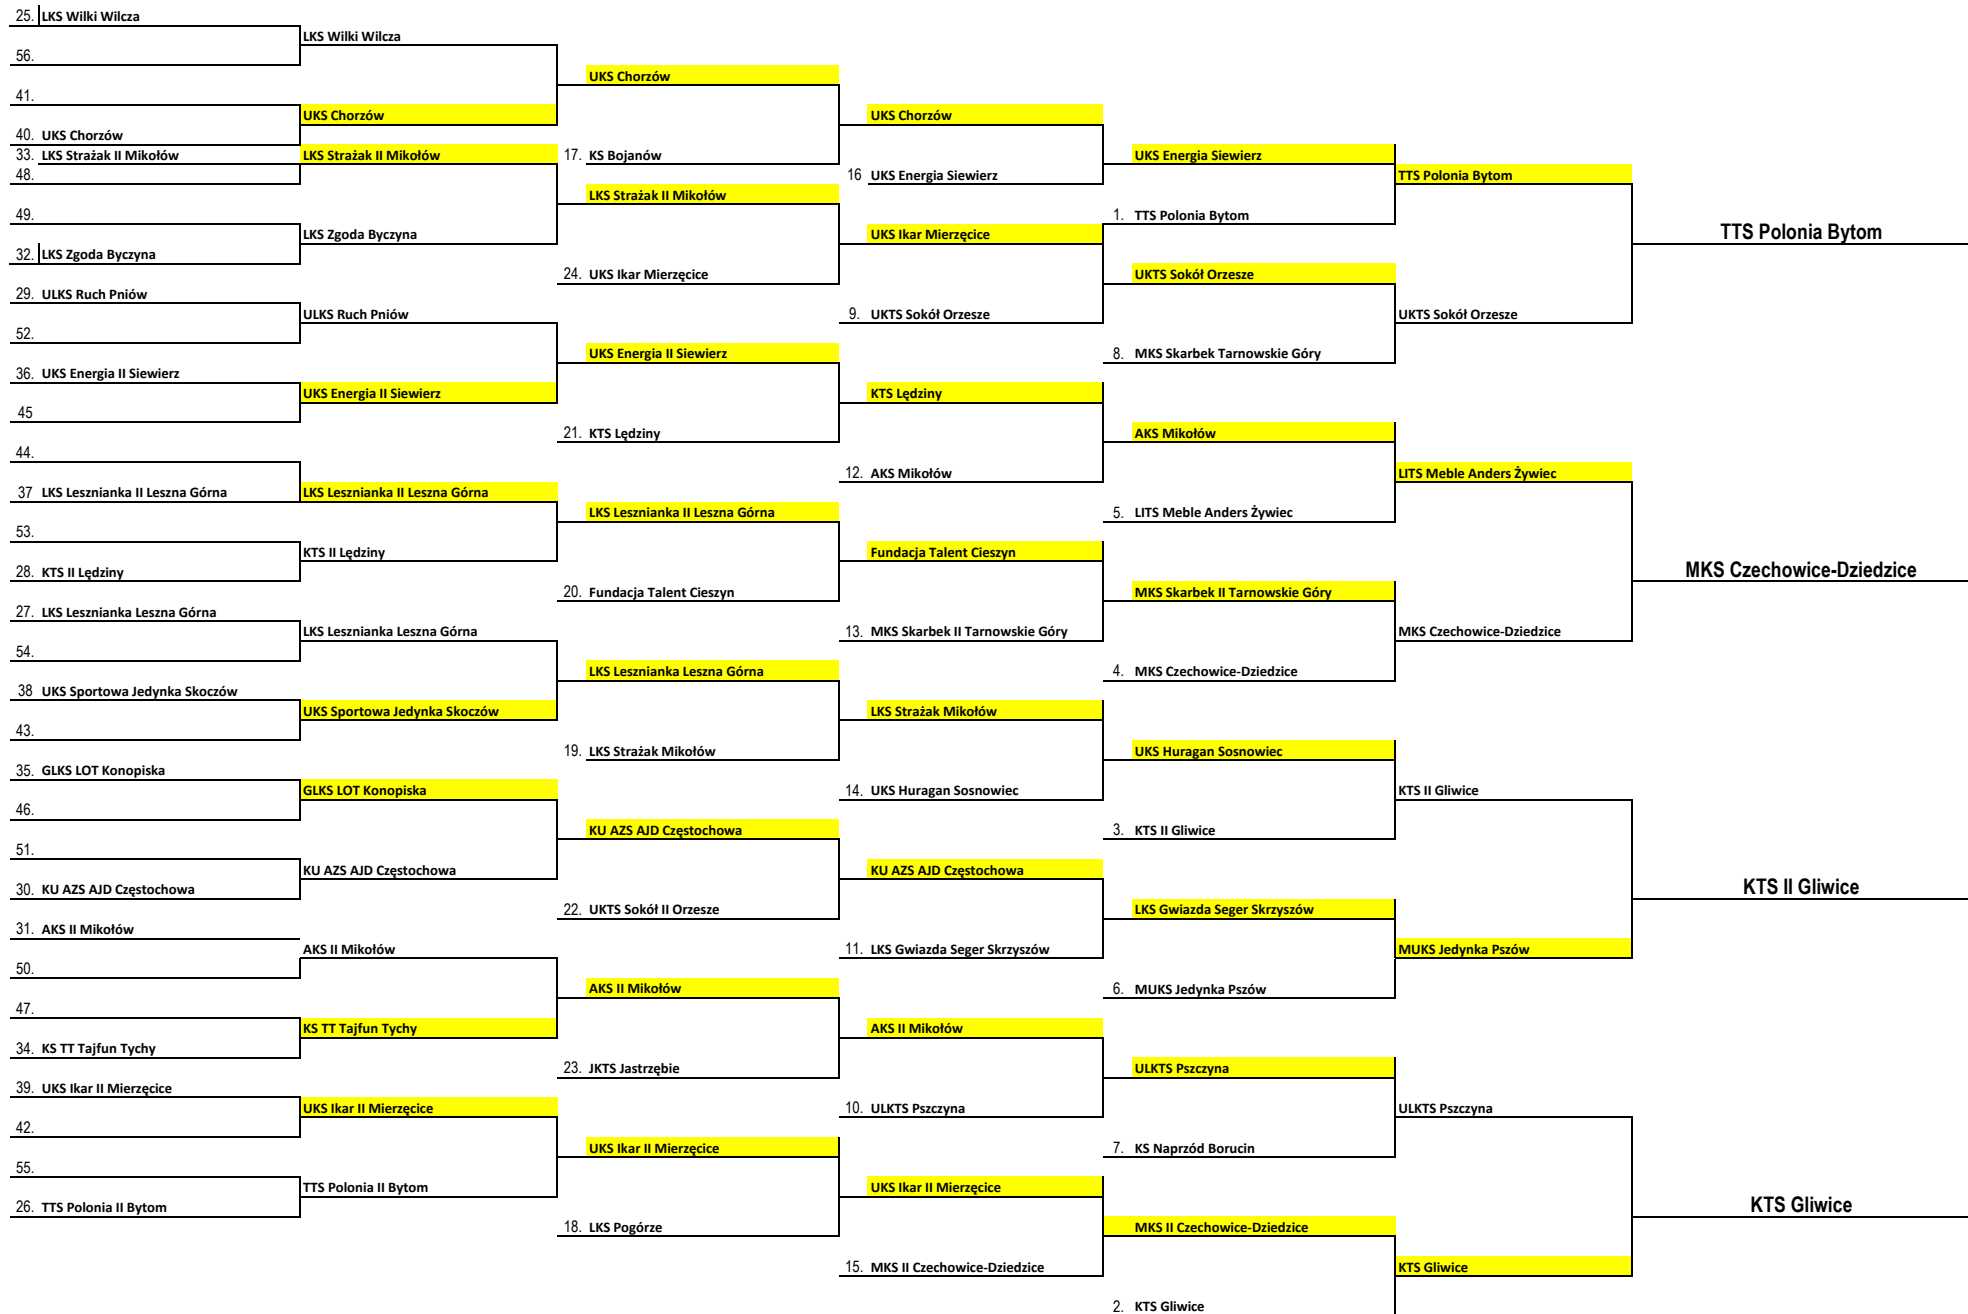 25. LKS Wilki Wilcza
LKS Wilki Wilcza
56.
UKS Chorzów
41.
UKS Chorzów
UKS Chorzów
40. UKS Chorzów
33. LKS Strażak II Mikołów
LKS Strażak II Mikołów
17. KS Bojanów
UKS Energia Siewierz
48.
16 UKS Energia Siewierz
TTS Polonia Bytom
LKS Strażak II Mikołów
49.
1. TTS Polonia Bytom
LKS Zgoda Byczyna
UKS Ikar Mierzęcice
TTS Polonia Bytom
32. LKS Zgoda Byczyna
24. UKS Ikar Mierzęcice
UKTS Sokół Orzesze
29. ULKS Ruch Pniów
ULKS Ruch Pniów
9. UKTS Sokół Orzesze
UKTS Sokół Orzesze
52.
UKS Energia II Siewierz
8. MKS Skarbek Tarnowskie Góry
36. UKS Energia II Siewierz
UKS Energia II Siewierz
KTS Lędziny
45
21. KTS Lędziny
AKS Mikołów
44.
12. AKS Mikołów
LITS Meble Anders Żywiec
37 LKS Lesznianka II Leszna Górna
LKS Lesznianka II Leszna Górna
LKS Lesznianka II Leszna Górna
5. LITS Meble Anders Żywiec
53.
KTS II Lędziny
Fundacja Talent Cieszyn
28. KTS II Lędziny
MKS Czechowice-Dziedzice
20. Fundacja Talent Cieszyn
MKS Skarbek II Tarnowskie Góry
27. LKS Lesznianka Leszna Górna
LKS Lesznianka Leszna Górna
13. MKS Skarbek II Tarnowskie Góry
MKS Czechowice-Dziedzice
54.
LKS Lesznianka Leszna Górna
4. MKS Czechowice-Dziedzice
38 UKS Sportowa Jedynka Skoczów
UKS Sportowa Jedynka Skoczów
LKS Strażak Mikołów
43.
19. LKS Strażak Mikołów
UKS Huragan Sosnowiec
35. GLKS LOT Konopiska
GLKS LOT Konopiska
14. UKS Huragan Sosnowiec
KTS II Gliwice
46.
KU AZS AJD Częstochowa
3. KTS II Gliwice
51.
KU AZS AJD Częstochowa
KU AZS AJD Częstochowa
30. KU AZS AJD Częstochowa
KTS II Gliwice
22. UKTS Sokół II Orzesze
LKS Gwiazda Seger Skrzyszów
31. AKS II Mikołów
AKS II Mikołów
11. LKS Gwiazda Seger Skrzyszów
MUKS Jedynka Pszów
50.
AKS II Mikołów
6. MUKS Jedynka Pszów
47.
KS TT Tajfun Tychy
AKS II Mikołów
34. KS TT Tajfun Tychy
23. JKTS Jastrzębie
ULKTS Pszczyna
39. UKS Ikar II Mierzęcice
UKS Ikar II Mierzęcice
10. ULKTS Pszczyna
ULKTS Pszczyna
42.
UKS Ikar II Mierzęcice
7. KS Naprzód Borucin
55.
TTS Polonia II Bytom
UKS Ikar II Mierzęcice
26. TTS Polonia II Bytom
KTS Gliwice
18. LKS Pogórze
MKS II Czechowice-Dziedzice
15. MKS II Czechowice-Dziedzice
KTS Gliwice
2. KTS Gliwice